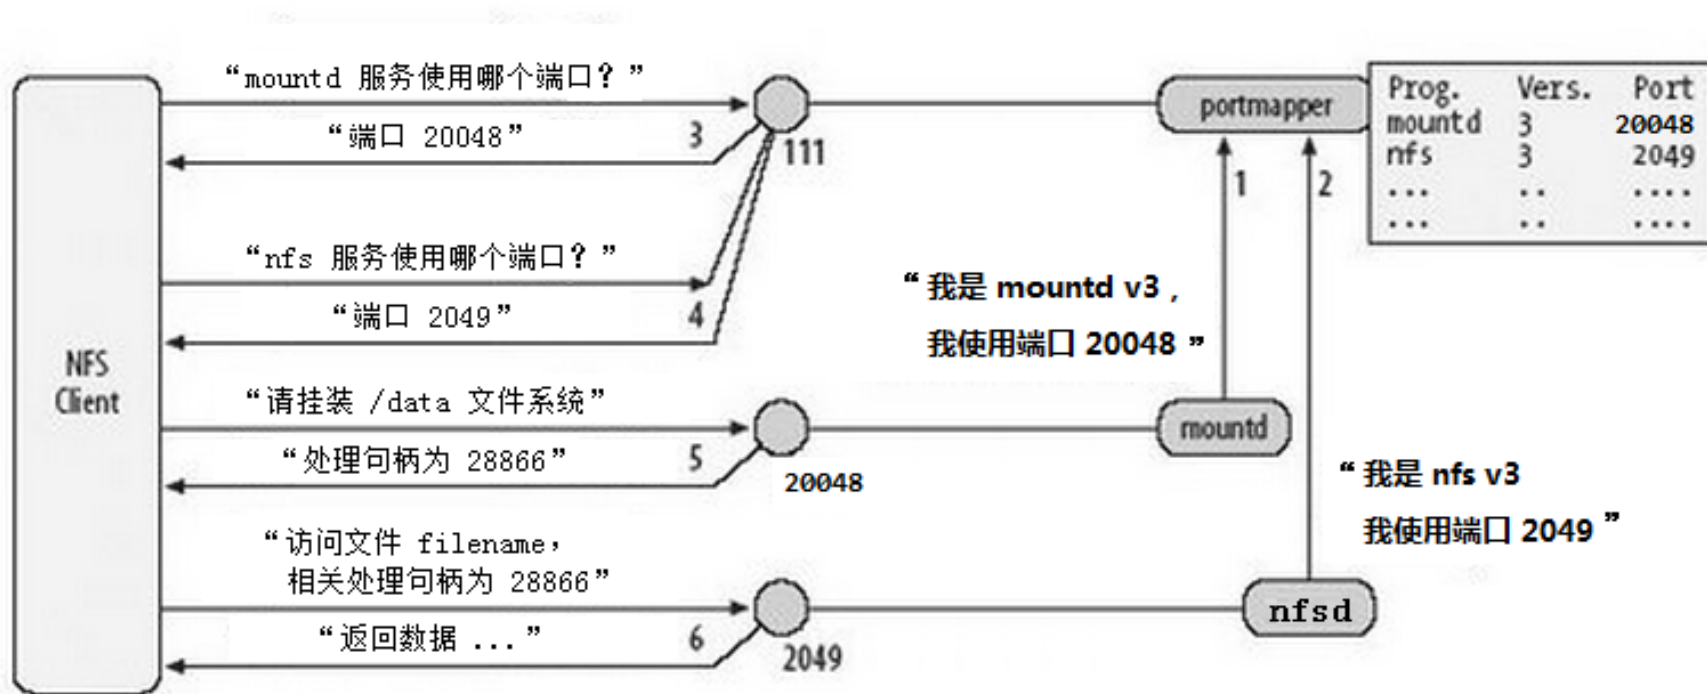 “mountd 服务使用哪个端口？”
“端口 20048”
3
111
portmapper
Prog. Vers. Port
mountd 3 20048
nfs 3 2049
... .. ....
... .. ....
1
2
“nfs 服务使用哪个端口？”
“端口 2049”
4
“我是 mountd v3，
我使用端口 20048”
NFS
Client
“请挂装 /data 文件系统”
“处理句柄为 28866”
5
20048
mountd
“我是 nfs v3
我使用端口 2049”
“访问文件 filename，
相关处理句柄为 28866”
“返回数据 ...”
6
2049
nfsd